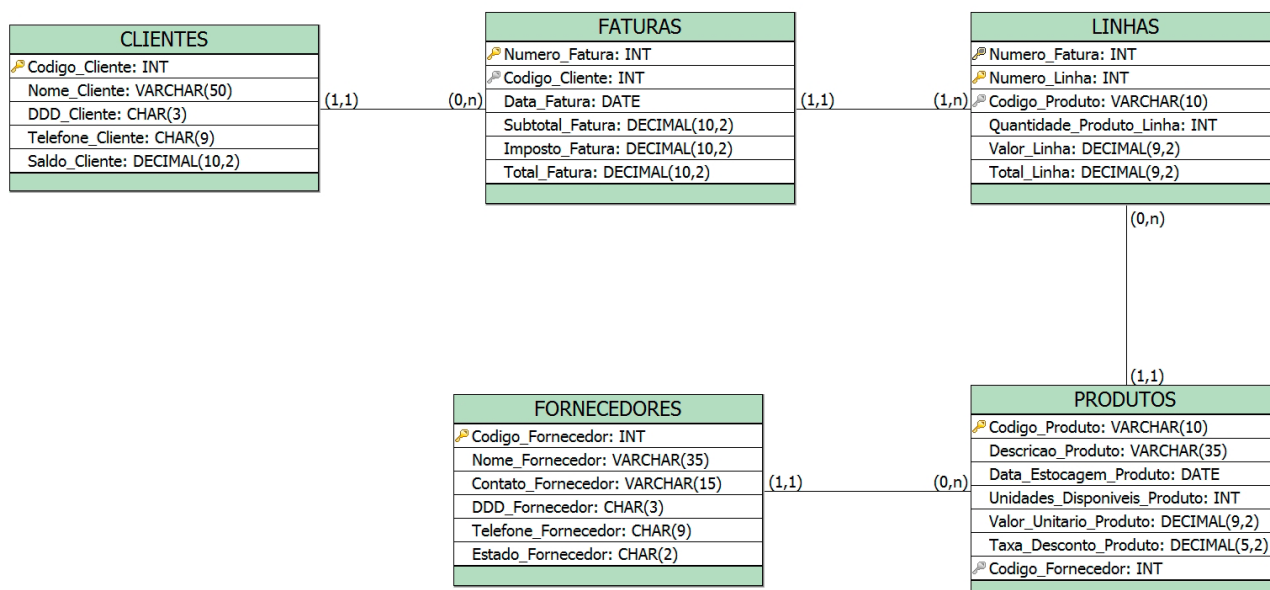 CLIENTES
Codigo_Cliente: INT
Nome_Cliente: VARCHAR(50)
DDD_Cliente: CHAR(3)
Telefone_Cliente: CHAR(9)
Saldo_Cliente: DECIMAL(10,2)
(1,1)
(0,n)
FATURAS
Numero_Fatura: INT
Codigo_Cliente: INT
Data_Fatura: DATE
Subtotal_Fatura: DECIMAL(10,2)
Imposto_Fatura: DECIMAL(10,2)
Total_Fatura: DECIMAL(10,2)
(1,1)
(1,n)
LINHAS
Numero_Fatura: INT
Numero_Linha: INT
Codigo_Produto: VARCHAR(10)
Quantidade_Produto_Linha: INT
Valor_Linha: DECIMAL(9,2)
Total_Linha: DECIMAL(9,2)
(0,n)
(1,1)
FORNECEDORES
Codigo_Fornecedor: INT
Nome_Fornecedor: VARCHAR(35)
Contato_Fornecedor: VARCHAR(15)
DDD_Fornecedor: CHAR(3)
Telefone_Fornecedor: CHAR(9)
Estado_Fornecedor: CHAR(2)
(1,1)
(0,n)
PRODUTOS
Codigo_Produto: VARCHAR(10)
Descricao_Produto: VARCHAR(35)
Data_Estocagem_Produto: DATE
Unidades_Disponiveis_Produto: INT
Valor_Unitario_Produto: DECIMAL(9,2)
Taxa_Desconto_Produto: DECIMAL(5,2)
Codigo_Fornecedor: INT